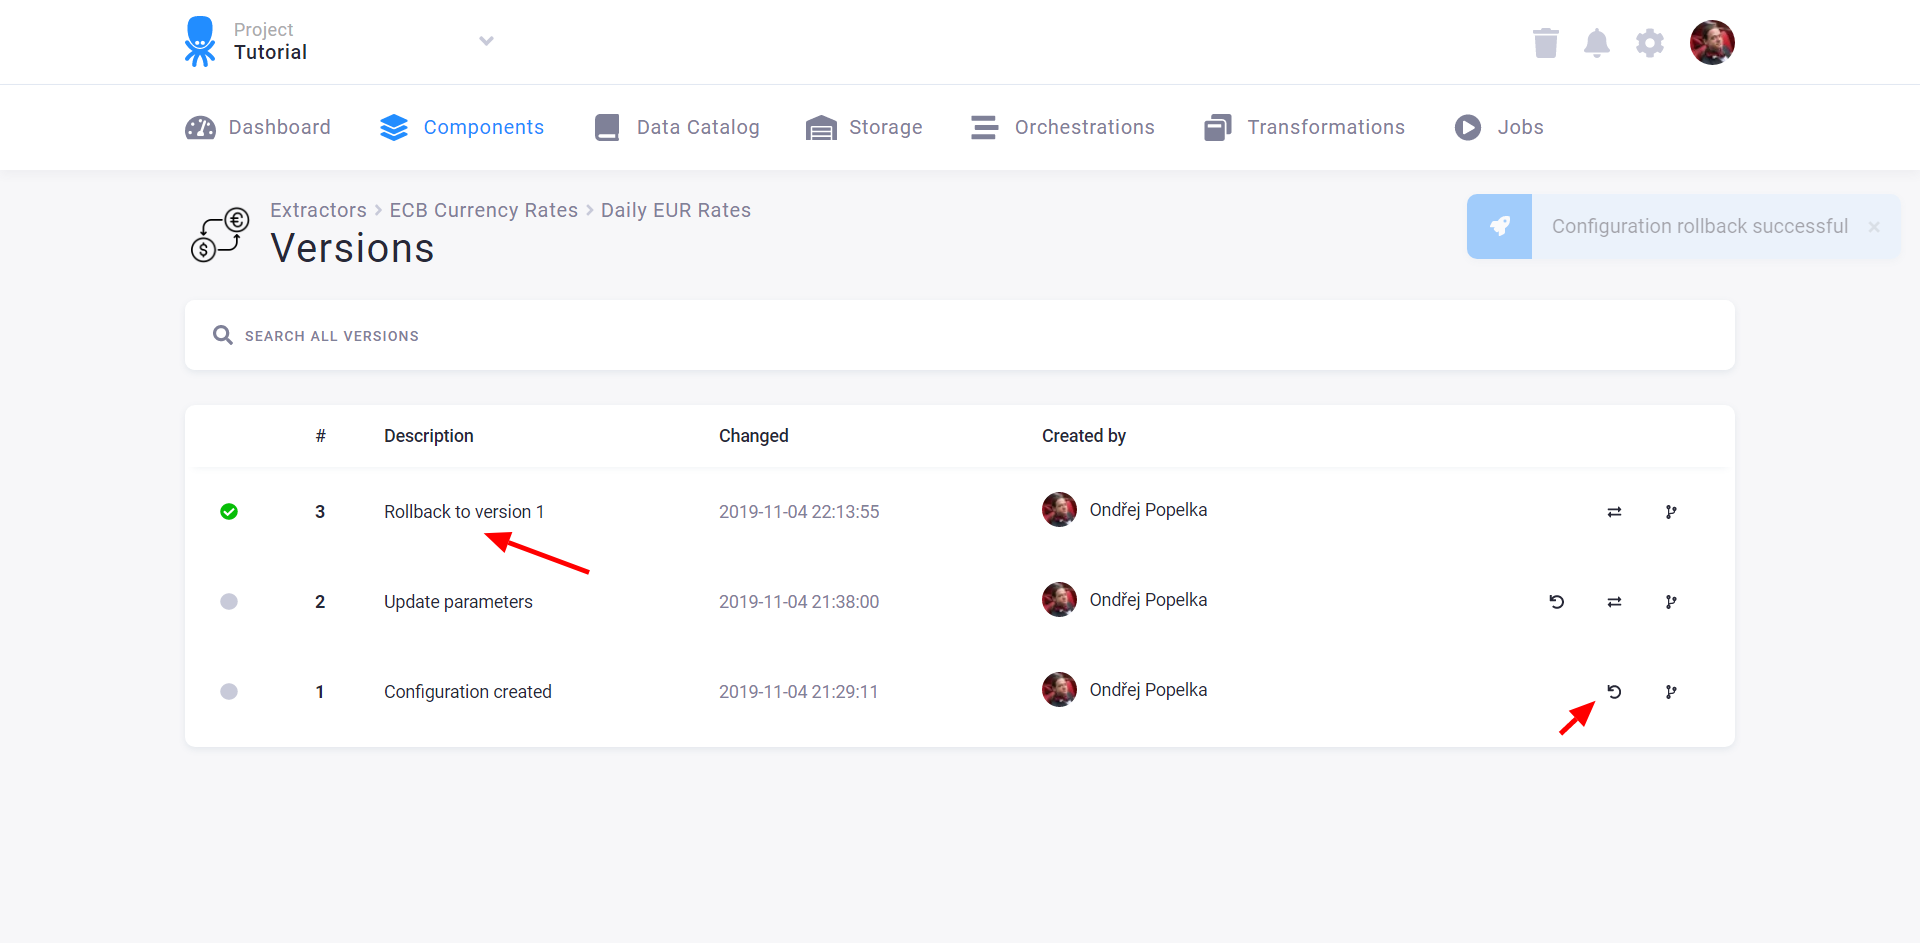 Project
Tutorial
Dashboard
Components
Data Catalog
Storage
Orchestrations
Transformations
Jobs
Extractors > ECB Currency Rates > Daily EUR Rates
Versions
Configuration rollback successful ×
SEARCH ALL VERSIONS
# Description Changed Created by
3 Rollback to version 1 2019-11-04 22:13:55 Ondřej Popelka
2 Update parameters 2019-11-04 21:38:00 Ondřej Popelka
1 Configuration created 2019-11-04 21:29:11 Ondřej Popelka